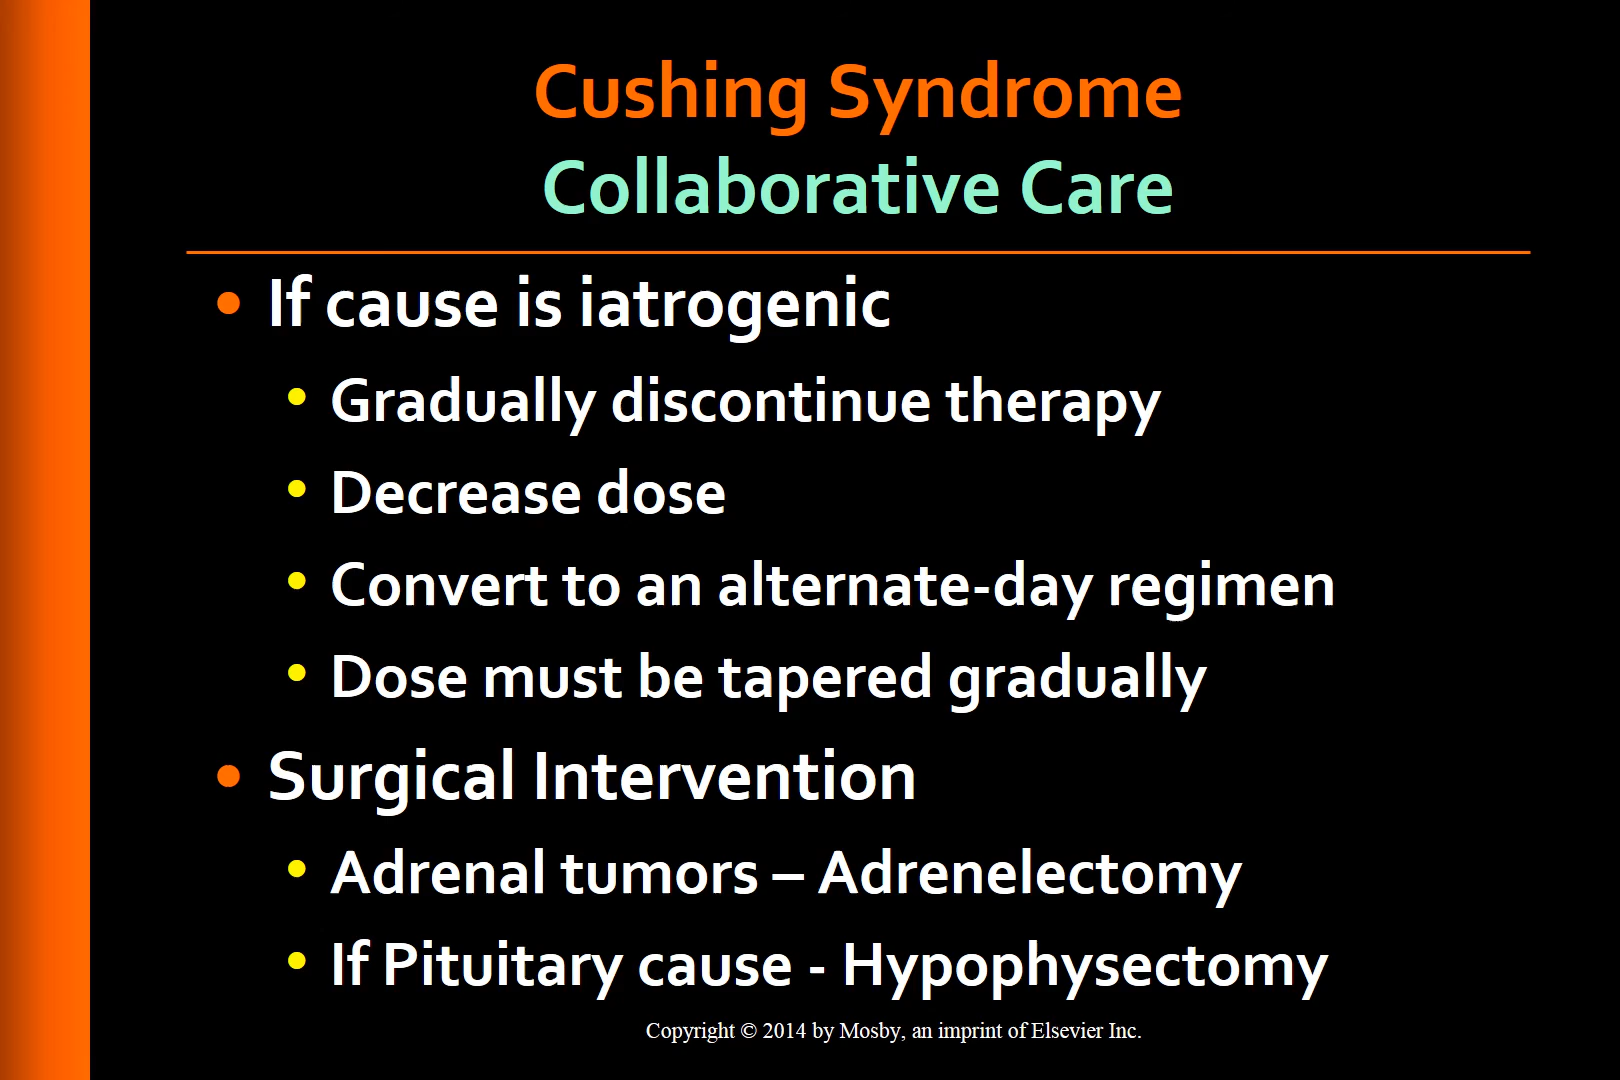 Cushing Syndrome
Collaborative Care
• If cause is iatrogenic
• Gradually discontinue therapy
• Decrease dose
• Convert to an alternate-day regimen
• Dose must be tapered gradually
• Surgical Intervention
• Adrenal tumors – Adrenelectomy
• If Pituitary cause - Hypophysectomy
Copyright © 2014 by Mosby, an imprint of Elsevier Inc.